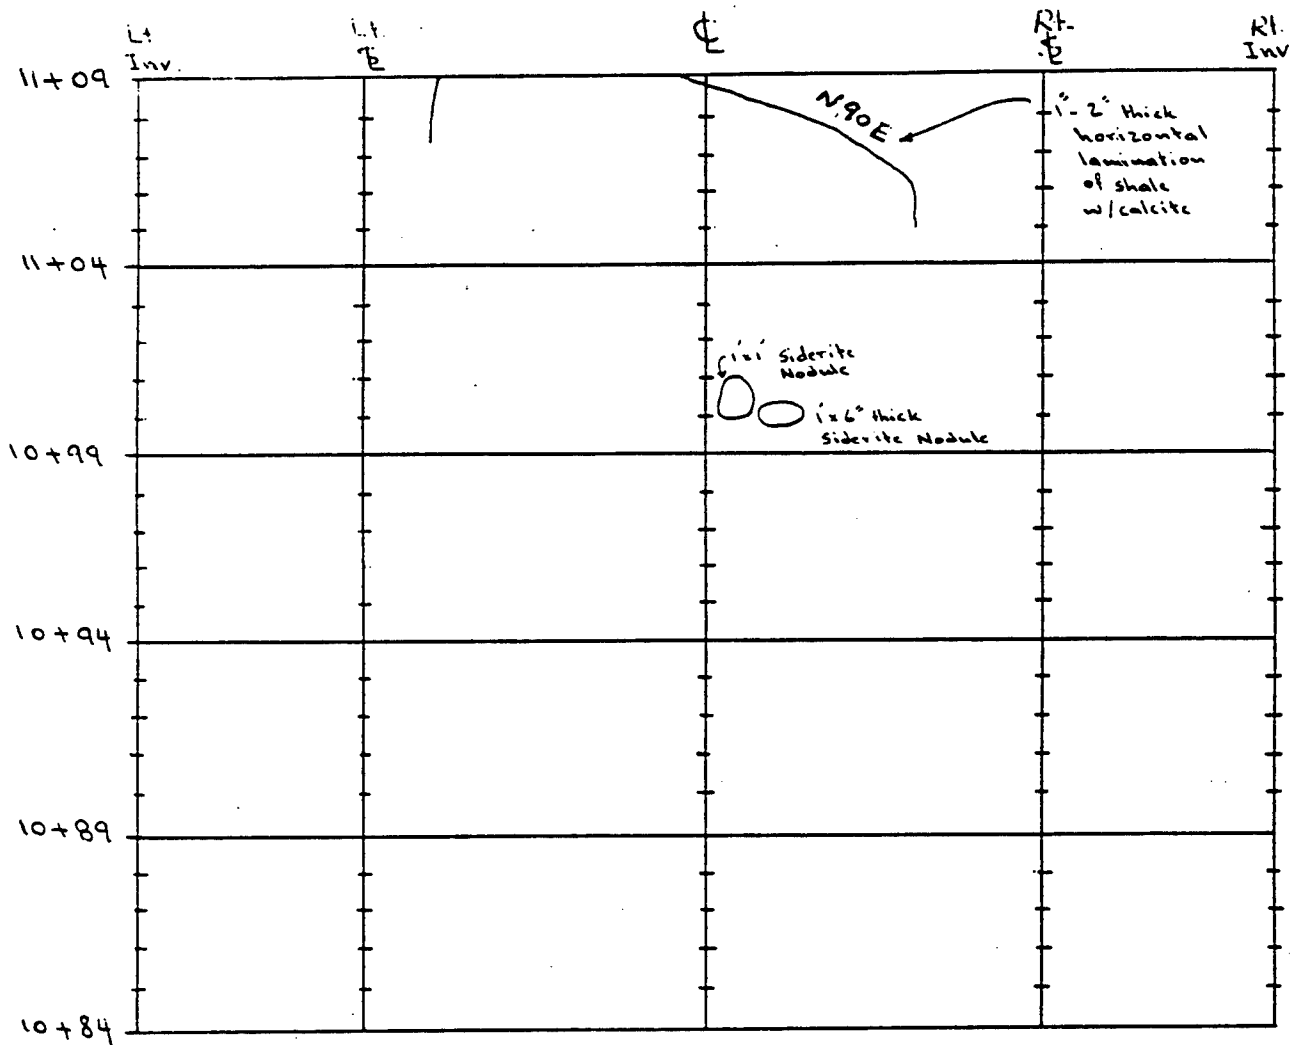 Lt
Inv.
Lt.
℄
℄
Rt.
℄
Rt.
Inv
11+09
N90E
1"-2" thick
horizontal
lamination
of shale
w/calcite
11+04
1'x1' Siderite
Nodule
1'x6" thick
Siderite Nodule
10+99
10+94
10+89
10+84